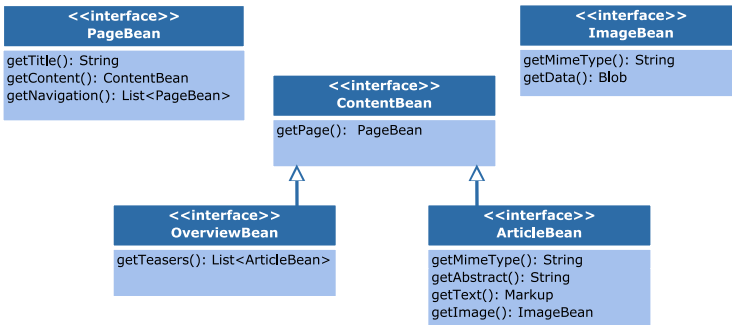 <<interface>>
PageBean
getTitle(): String
getContent(): ContentBean
getNavigation(): List<PageBean>
<<interface>>
ImageBean
getMimeType(): String
getData(): Blob
<<interface>>
ContentBean
getPage(): PageBean
<<interface>>
OverviewBean
getTeasers(): List<ArticleBean>
<<interface>>
ArticleBean
getMimeType(): String
getAbstract(): String
getText(): Markup
getImage(): ImageBean